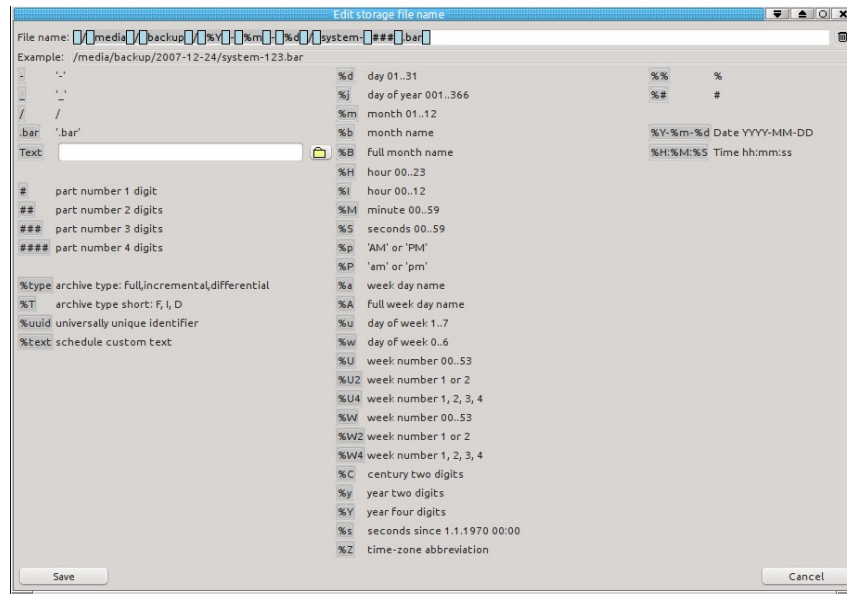 Edit storage file name
File name: /media/backup/%Y-%m-%d/system-###.bar
Example: /media/backup/2007-12-24/system-123.bar
- '-'
_ '_'
/ /
.bar '.bar'
Text
# part number 1 digit
## part number 2 digits
### part number 3 digits
#### part number 4 digits
%type archive type: full,incremental,differential
%T archive type short: F, I, D
%uuid universally unique identifier
%text schedule custom text
%d day 01..31
%j day of year 001..366
%m month 01..12
%b month name
%B full month name
%H hour 00..23
%I hour 00..12
%M minute 00..59
%S seconds 00..59
%p 'AM' or 'PM'
%P 'am' or 'pm'
%a week day name
%A full week day name
%u day of week 1..7
%w day of week 0..6
%U week number 00..53
%U2 week number 1 or 2
%U4 week number 1, 2, 3, 4
%W week number 00..53
%W2 week number 1 or 2
%W4 week number 1, 2, 3, 4
%C century two digits
%y year two digits
%Y year four digits
%s seconds since 1.1.1970 00:00
%Z time-zone abbreviation
%% %
%# #
%Y-%m-%d Date YYYY-MM-DD
%H:%M:%S Time hh:mm:ss
Save
Cancel